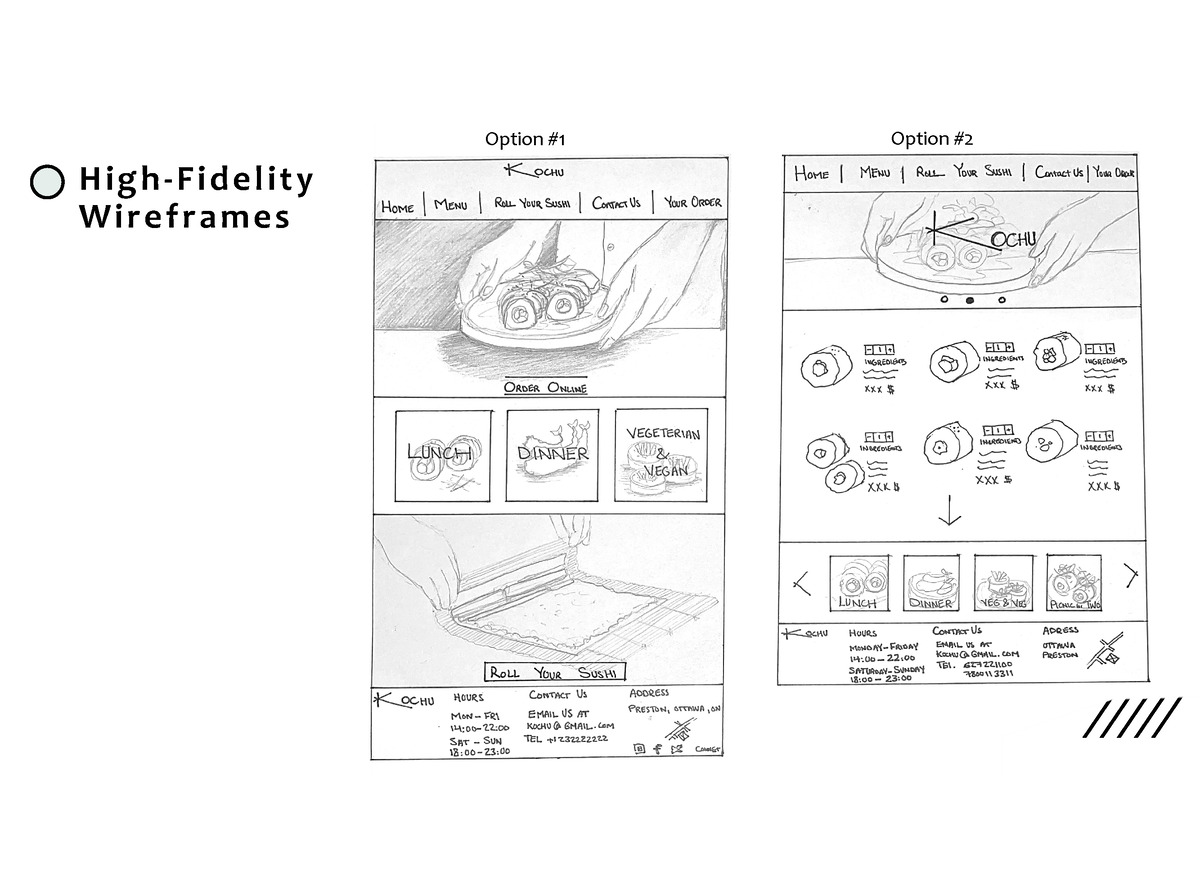 High-Fidelity
Wireframes
Option #1
KOCHU
HOME | MENU | ROLL YOUR SUSHI | CONTACT US | YOUR ORDER
ORDER ONLINE
LUNCH
DINNER
VEGETERIAN
&
VEGAN
ROLL YOUR SUSHI
KOCHU
HOURS
MON - FRI
14:00-22:00
SAT - SUN
18:00-23:00
CONTACT US
EMAIL US AT
KOCHU@GMAIL.COM
TEL +1232222222
ADDRESS
PRESTON, OTTAWA, ON
Option #2
HOME | MENU | ROLL YOUR SUSHI | CONTACT US | YOUR ORDER
KOCHU
- 1 +
INGREDIENTS
XXX $
- 1 +
INGREDIENTS
XXX $
- 1 +
INGREDIENTS
XXX $
- 1 +
INGREDIENTS
XXX $
- 1 +
INGREDIENTS
XXX $
- 1 +
INGREDIENTS
XXX $
LUNCH
DINNER
VEG & VEG
PICNIC for TWO
KOCHU
HOURS
MONDAY-FRIDAY
14:00-22:00
SATURDAY-SUNDAY
18:00 - 23:00
CONTACT US
EMAIL US AT
KOCHU@GMAIL.COM
TEL. 627221100
7800113311
ADRESS
OTTAWA
PRESTON